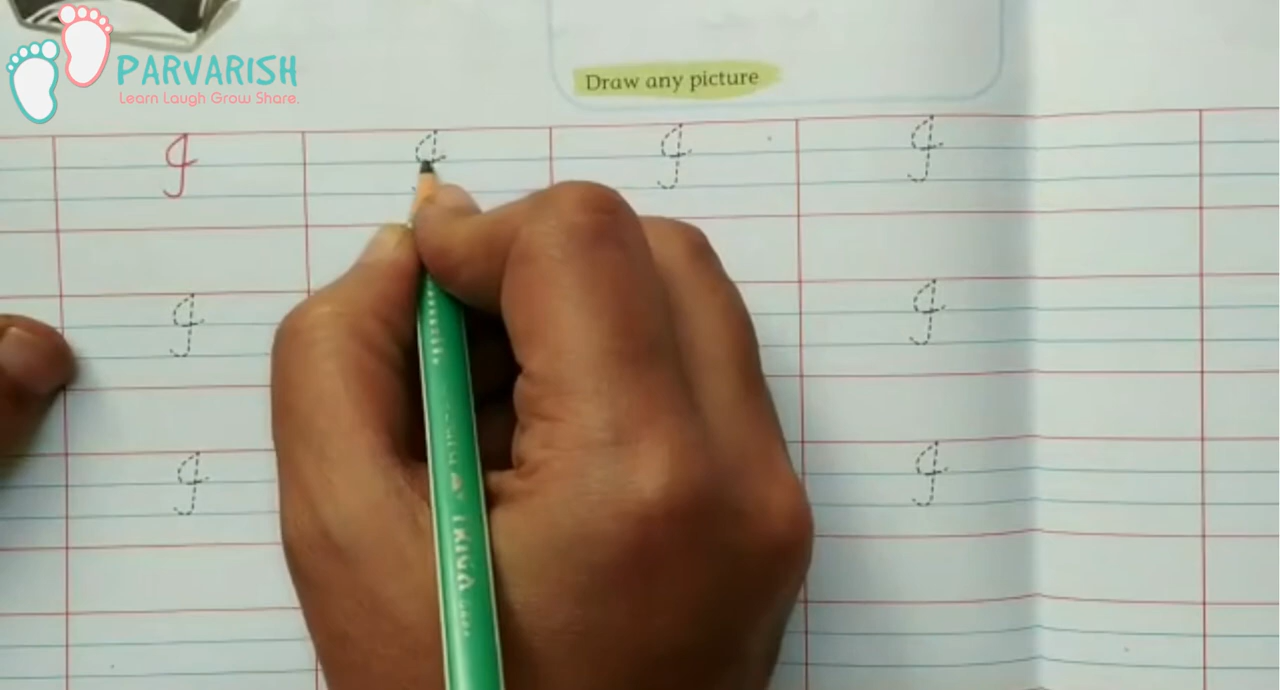 PARVARISH
Learn Laugh Grow Share.
Draw any picture
I I I I
I I
I I